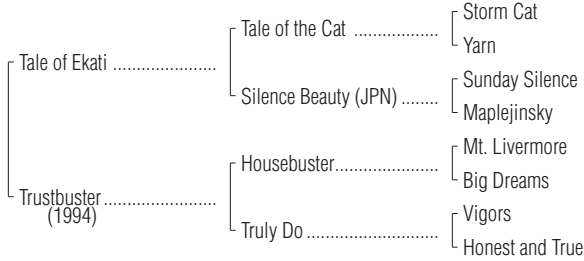 Storm Cat
Tale of the Cat ..................
Yarn
Tale of Ekati ......................
Sunday Silence
Silence Beauty (JPN) ........
Maplejinsky
Mt. Livermore
Housebuster......................
Big Dreams
Trustbuster........................
(1994)
Vigors
Truly Do ............................
Honest and True